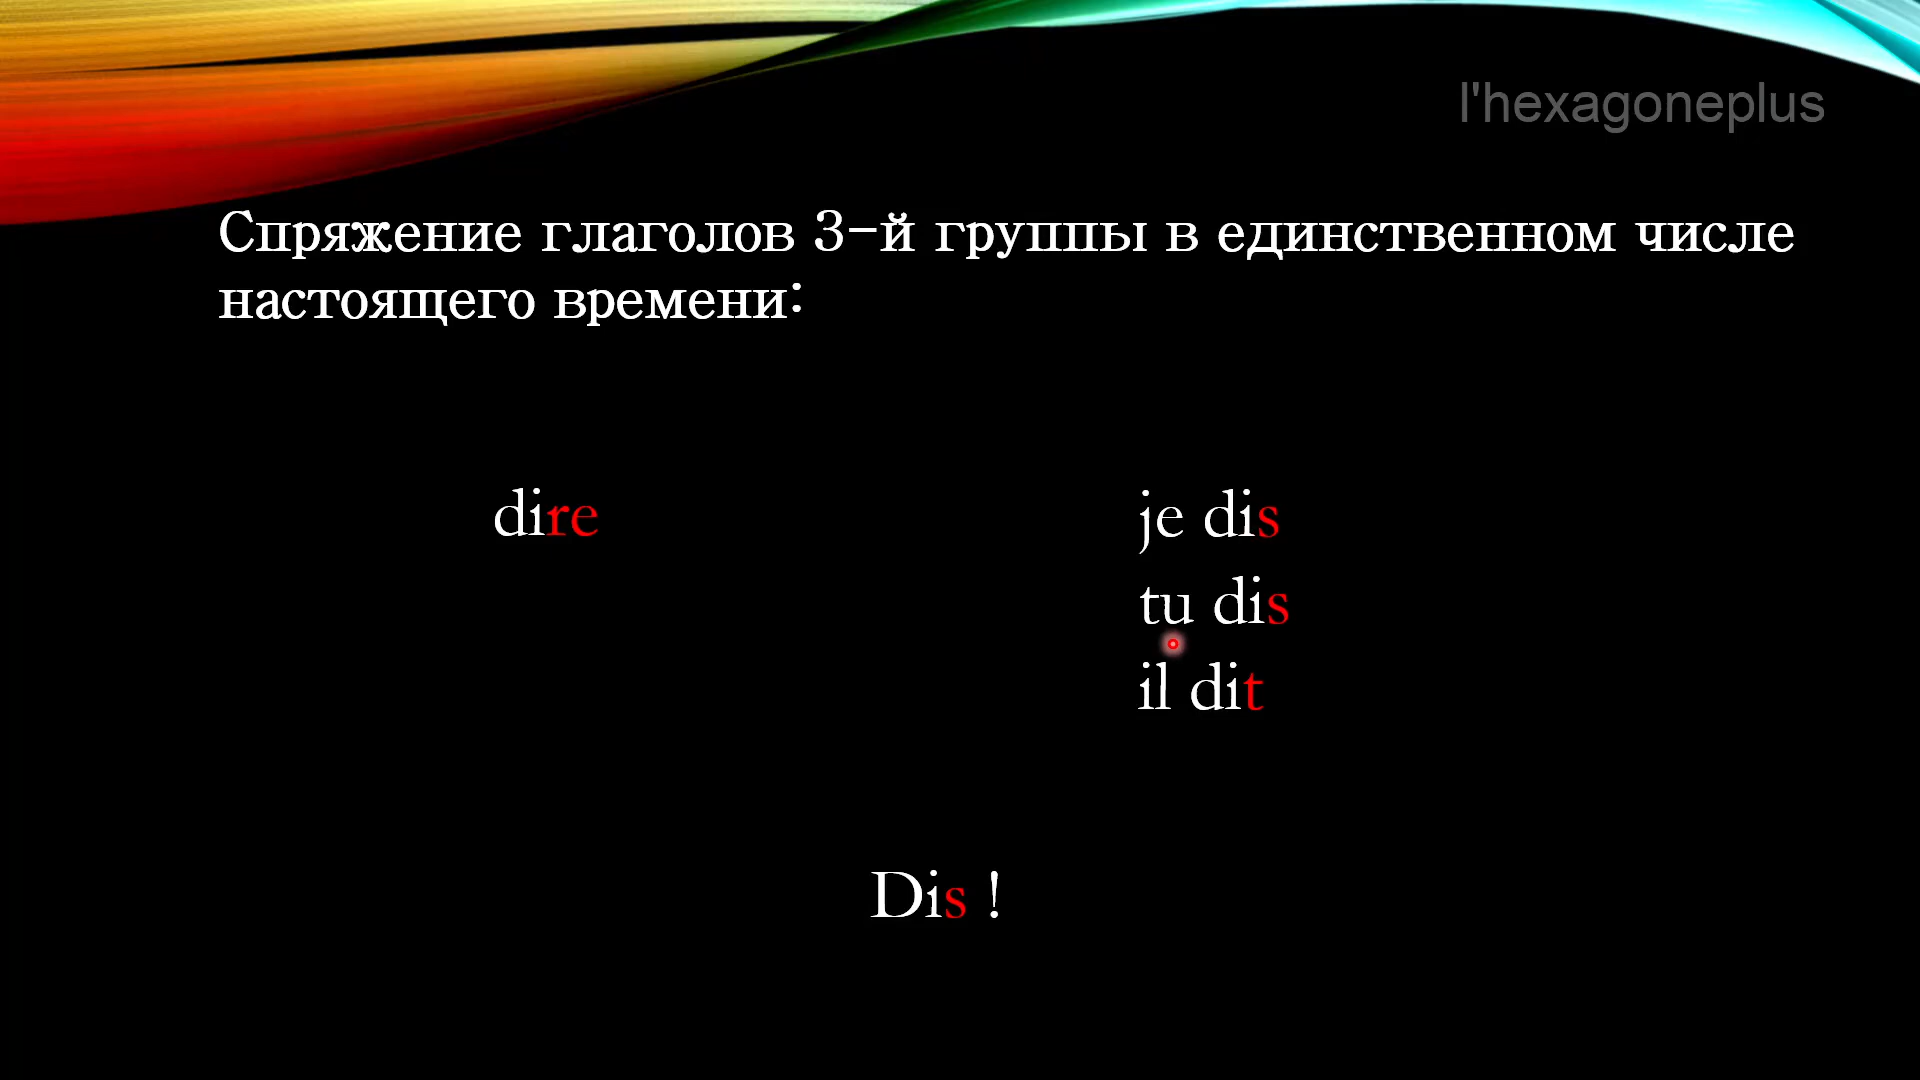 l'hexagoneplus
Спряжение глаголов 3-й группы в единственном числе
настоящего времени:
dire
je dis
tu dis
il dit
Dis !